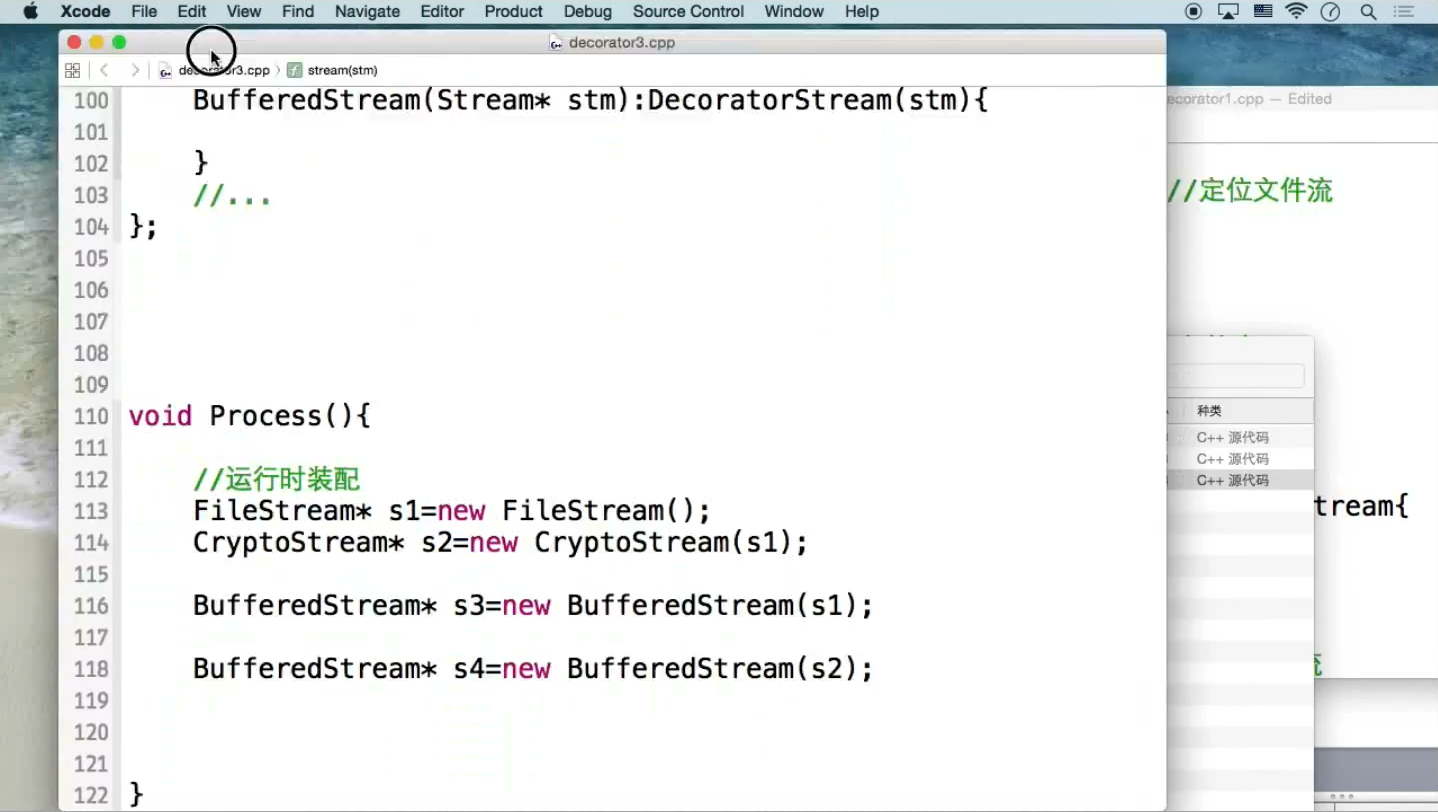 Xcode File Edit View Find Navigate Editor Product Debug Source Control Window Help
decorator3.cpp
decorator3.cpp 〉 stream(stm)
ecorator1.cpp — Edited
100 BufferedStream(Stream* stm):DecoratorStream(stm){
101
102 }
103 //...
104 };
105
106
107
108
109
110 void Process(){
111
112 //运行时装配
113 FileStream* s1=new FileStream();
114 CryptoStream* s2=new CryptoStream(s1);
115
116 BufferedStream* s3=new BufferedStream(s1);
117
118 BufferedStream* s4=new BufferedStream(s2);
119
120
121
122 }
//定位文件流
种类
C++ 源代码
C++ 源代码
C++ 源代码
tream{